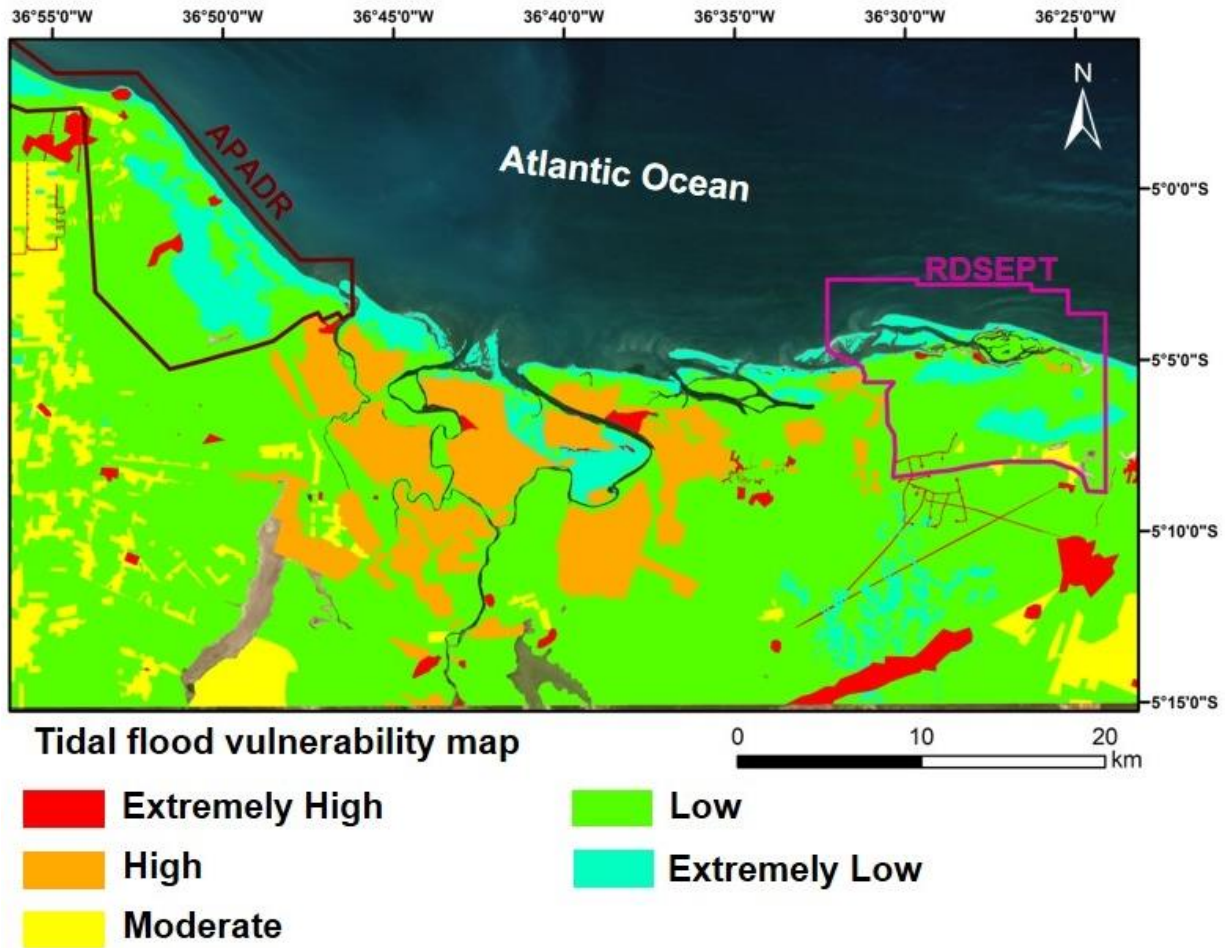 36°55'0"W 36°50'0"W 36°45'0"W 36°40'0"W 36°35'0"W 36°30'0"W 36°25'0"W
N
APADR
Atlantic Ocean
5°0'0"S
RDSEPT
5°5'0"S
5°10'0"S
5°15'0"S
Tidal flood vulnerability map
0 10 20
km
Extremely High
Low
High
Extremely Low
Moderate